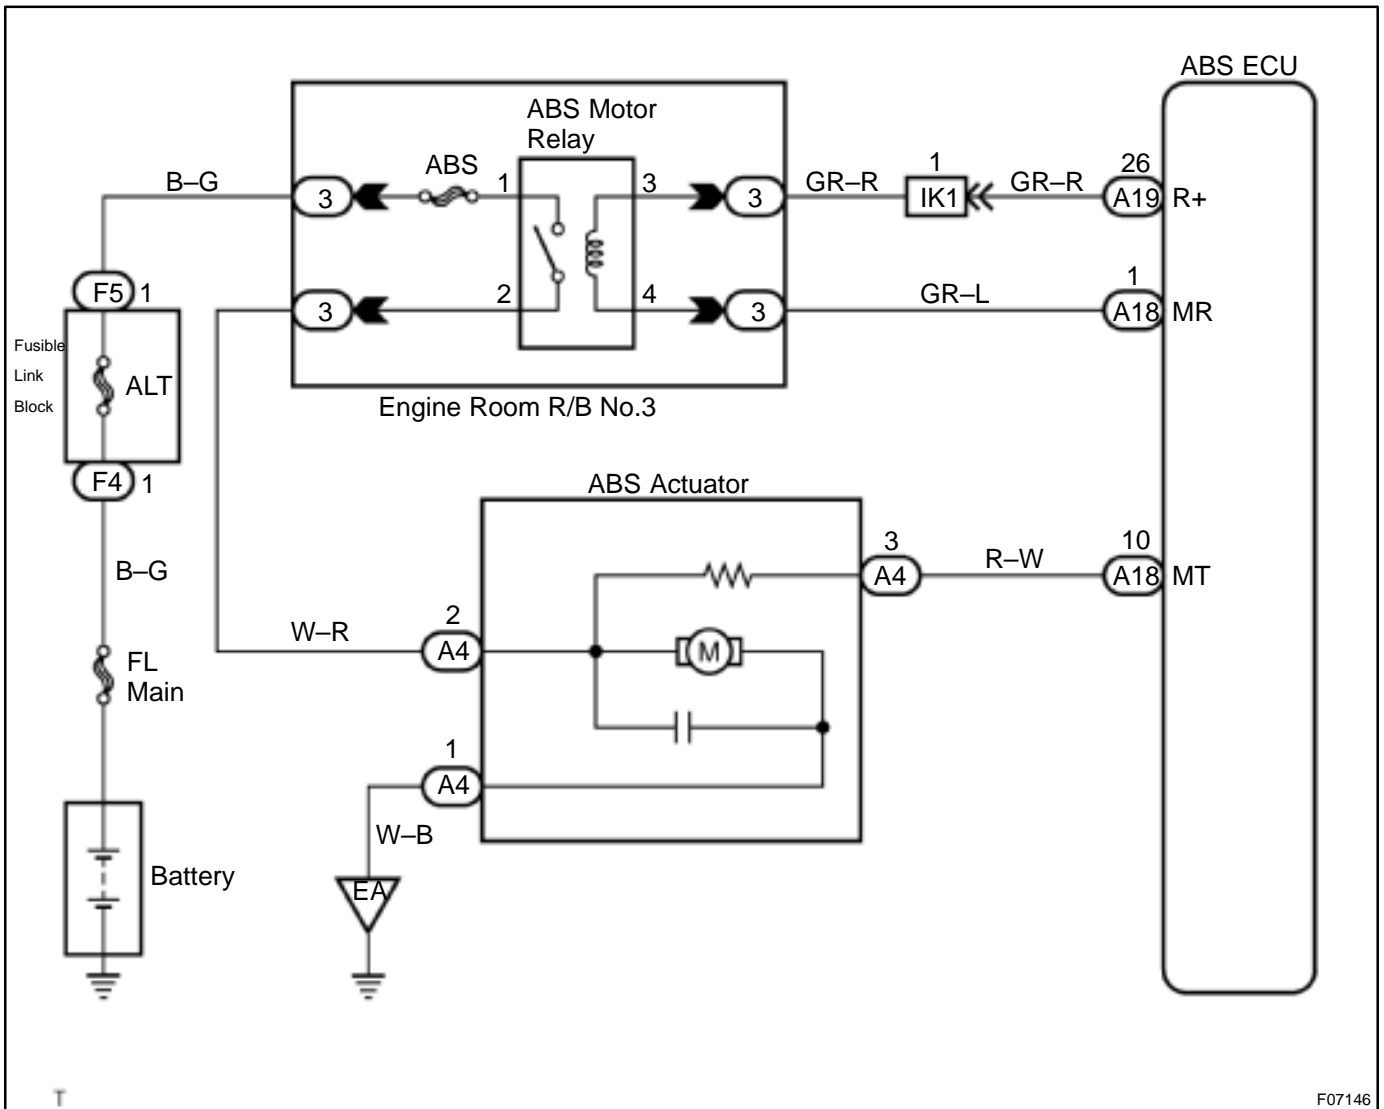 ABS ECU
ABS Motor
Relay
ABS
B–G
3
1
3
3
GR–R
1
IK1
GR–R
26
A19
R+
3
2
4
3
GR–L
1
A18
MR
F5
1
Fusible
Link
Block
ALT
F4
1
Engine Room R/B No.3
ABS Actuator
B–G
3
A4
R–W
10
A18
MT
W–R
2
A4
M
FL
Main
1
A4
W–B
EA
Battery
T
F07146